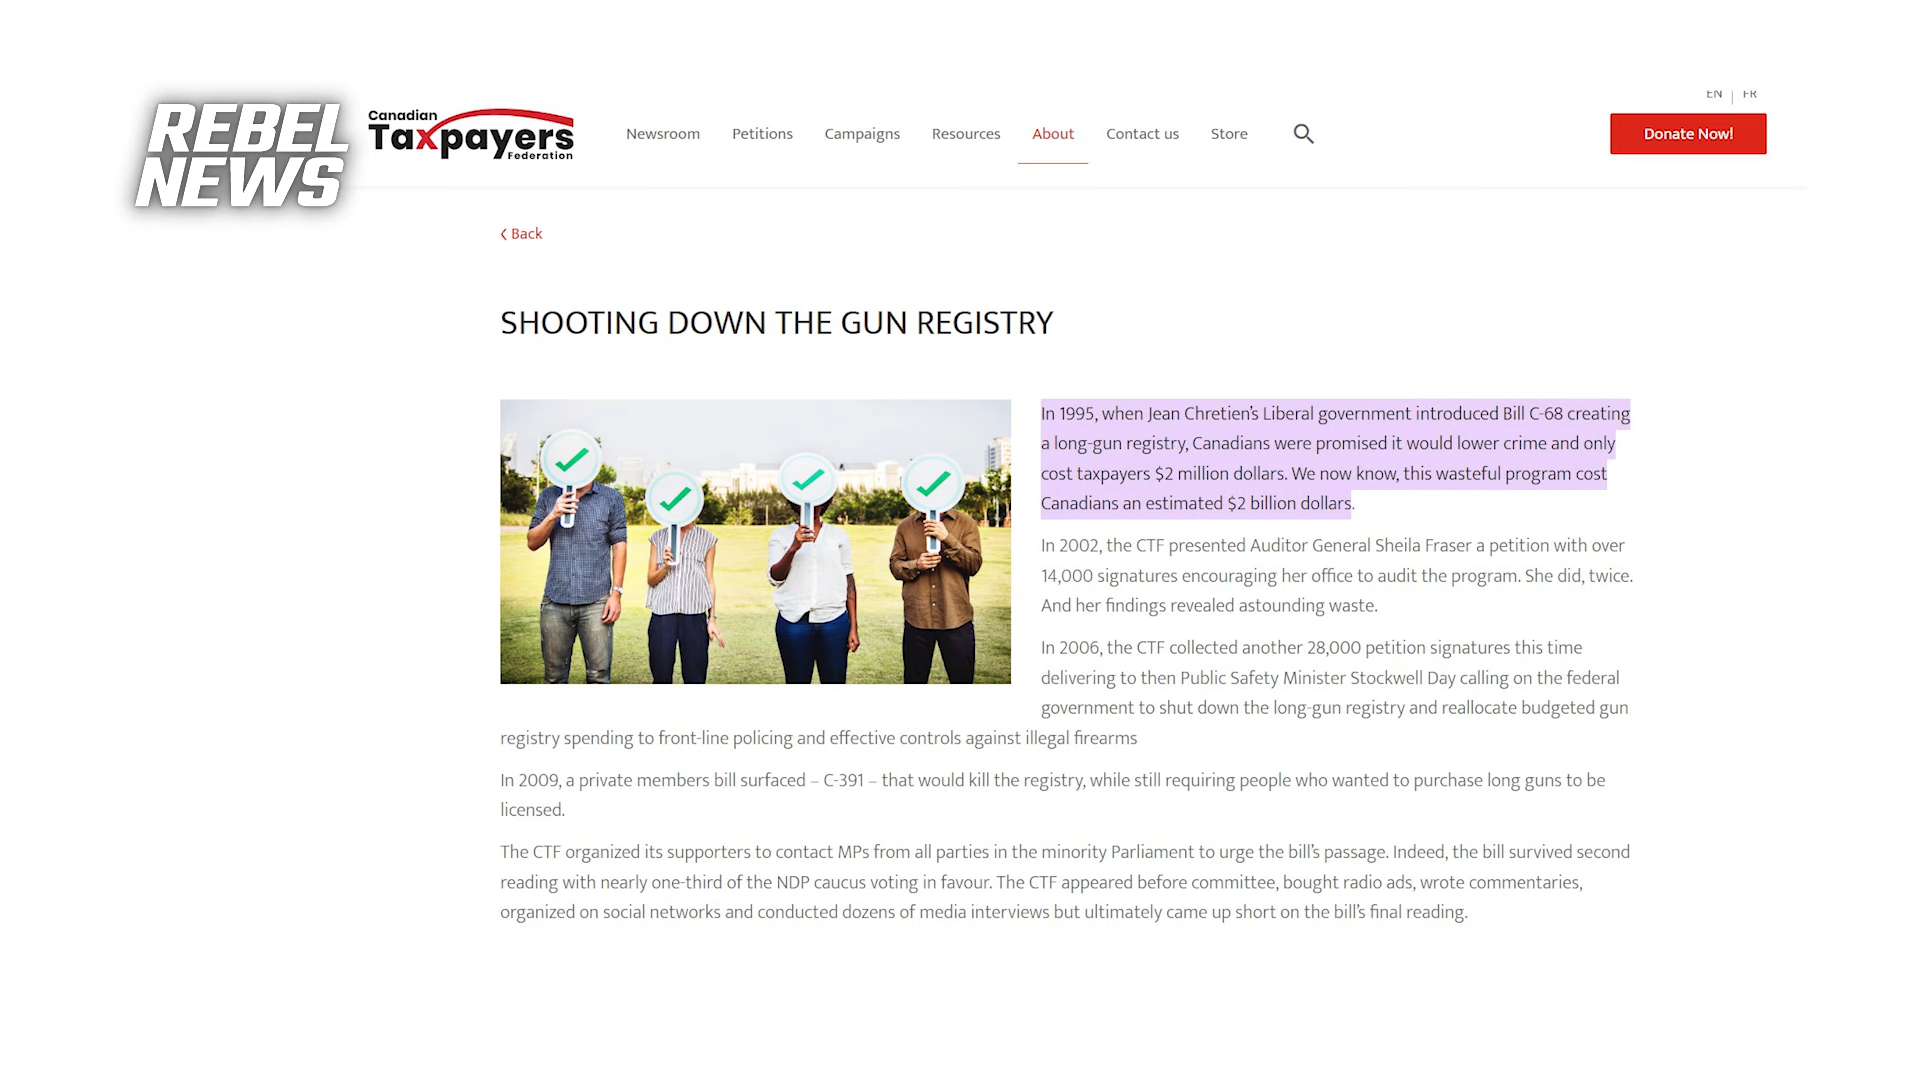 REBEL
NEWS
Canadian
Taxpayers
Federation
Newsroom
Petitions
Campaigns
Resources
About
Contact us
Store
EN | FR
Donate Now!
Back
SHOOTING DOWN THE GUN REGISTRY
In 1995, when Jean Chretien’s Liberal government introduced Bill C-68 creating
a long-gun registry, Canadians were promised it would lower crime and only
cost taxpayers $2 million dollars. We now know, this wasteful program cost
Canadians an estimated $2 billion dollars.
In 2002, the CTF presented Auditor General Sheila Fraser a petition with over
14,000 signatures encouraging her office to audit the program. She did, twice.
And her findings revealed astounding waste.
In 2006, the CTF collected another 28,000 petition signatures this time
delivering to then Public Safety Minister Stockwell Day calling on the federal
government to shut down the long-gun registry and reallocate budgeted gun
registry spending to front-line policing and effective controls against illegal firearms
In 2009, a private members bill surfaced – C-391 – that would kill the registry, while still requiring people who wanted to purchase long guns to be
licensed.
The CTF organized its supporters to contact MPs from all parties in the minority Parliament to urge the bill’s passage. Indeed, the bill survived second
reading with nearly one-third of the NDP caucus voting in favour. The CTF appeared before committee, bought radio ads, wrote commentaries,
organized on social networks and conducted dozens of media interviews but ultimately came up short on the bill’s final reading.